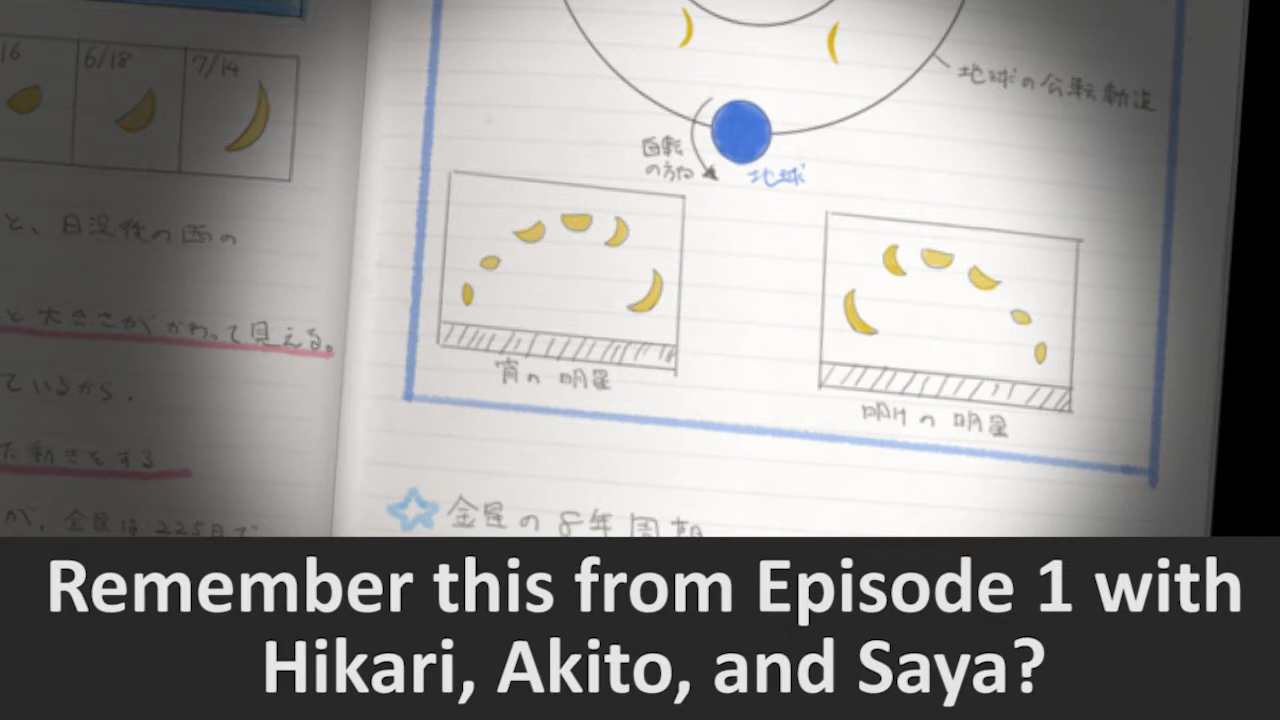 16 6/18 7/14
と、日没後の西の
と大きさがかわって見える。
ているから.
た動きをする
が、金星は225日で
地球の公転軌道
自転
の方向
地球
宵の明星
明けの明星
金星の8年周期
Remember this from Episode 1 with
Hikari, Akito, and Saya?